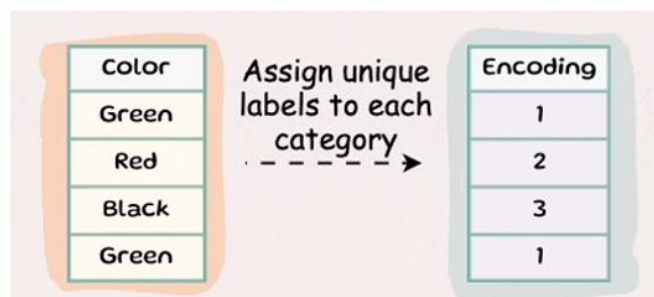 Color
Green
Red
Black
Green
Assign unique
labels to each
category
Encoding
1
2
3
1